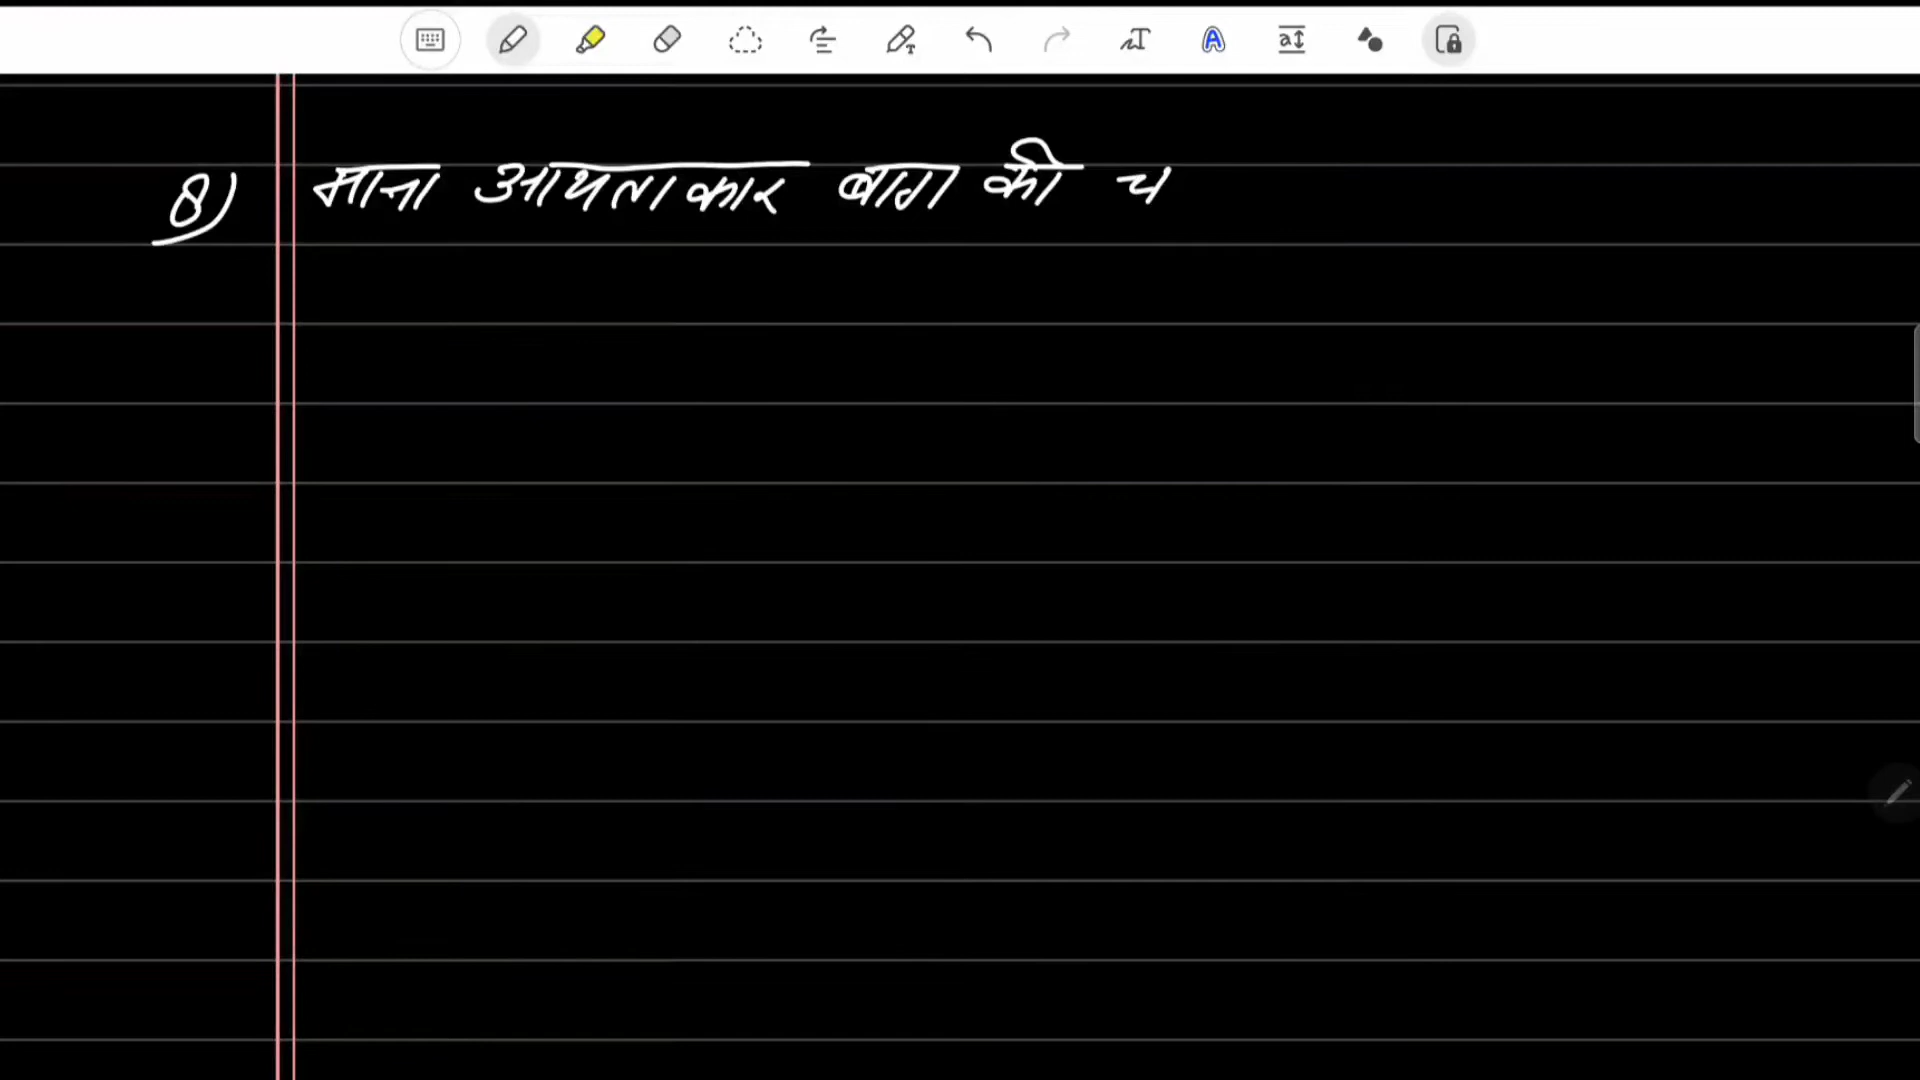 8) माना आयताकार बाग की च